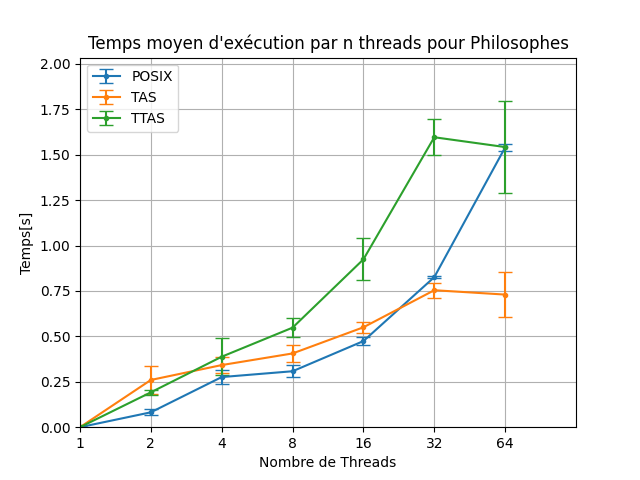 Temps moyen d'exécution par n threads pour Philosophes
2.00
1.75
1.50
1.25
1.00
0.75
0.50
0.25
0.00
Temps[s]
POSIX
TAS
TTAS
1 2 4 8 16 32 64
Nombre de Threads